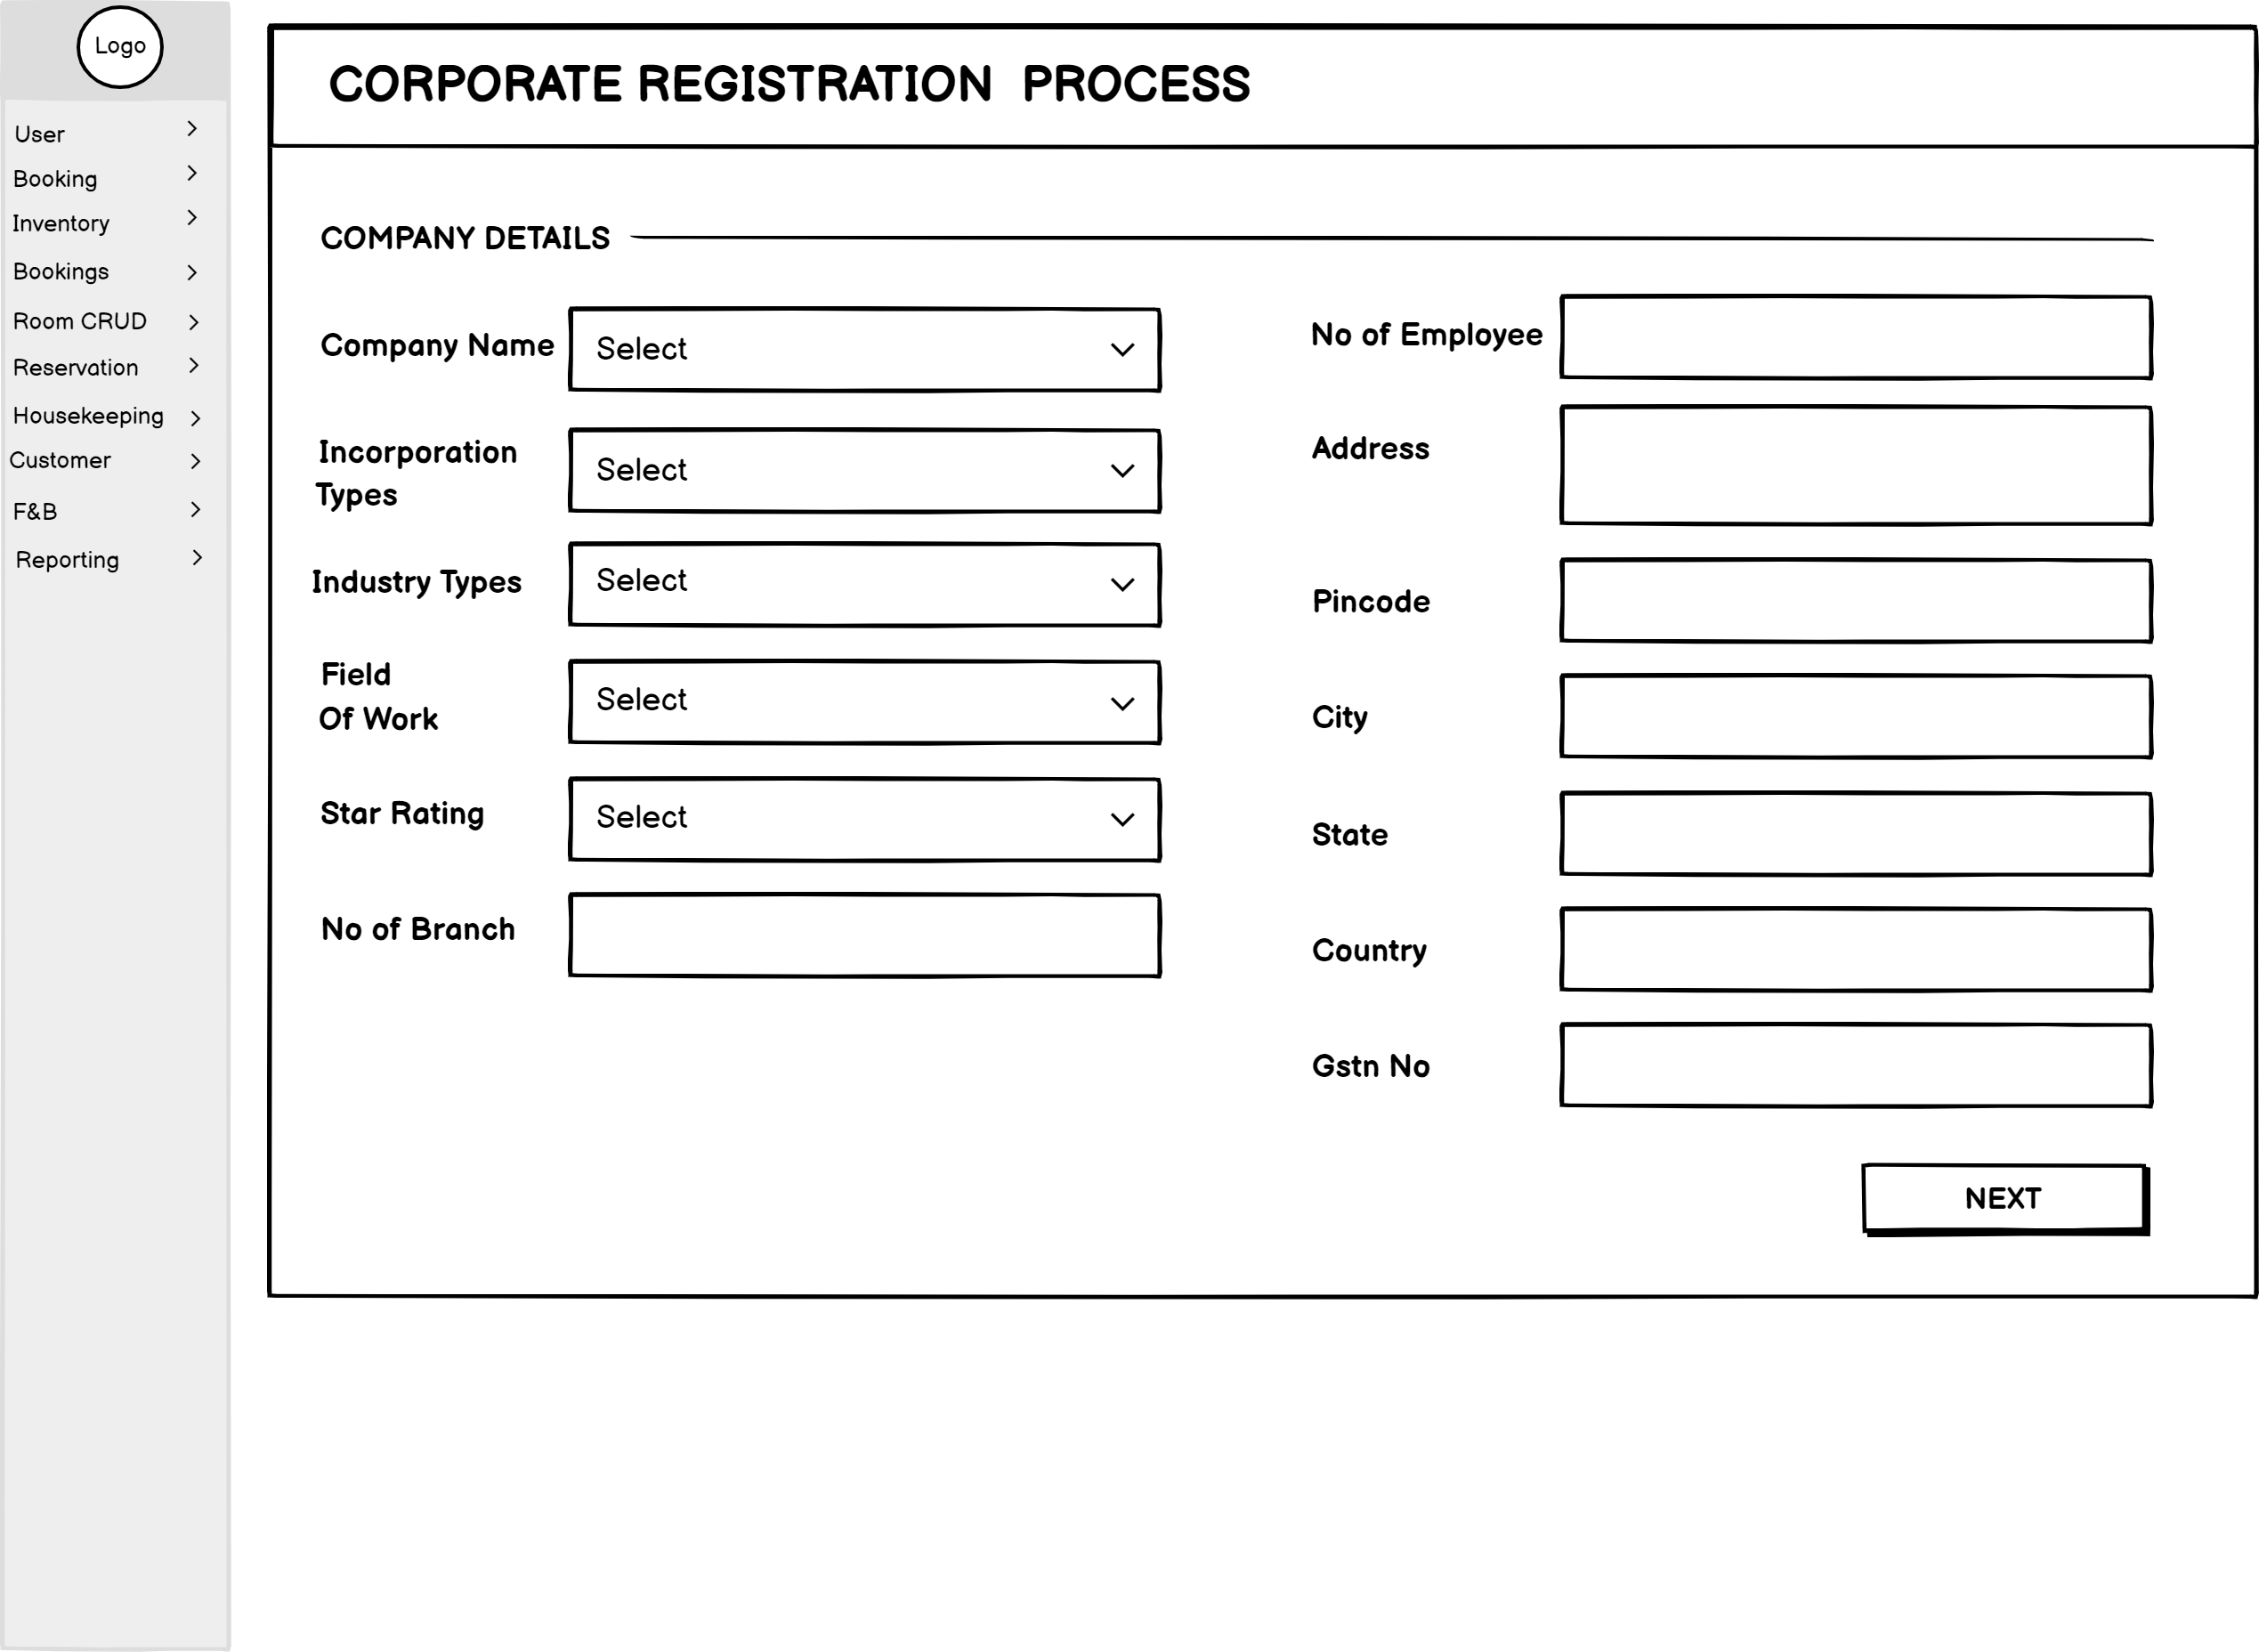 Logo
User
Booking
Inventory
Bookings
Room CRUD
Reservation
Housekeeping
Customer
F&B
Reporting
CORPORATE REGISTRATION PROCESS
COMPANY DETAILS
Company Name
Select
Incorporation
Types
Select
Industry Types
Select
Field
Of Work
Select
Star Rating
Select
No of Branch
No of Employee
Address
Pincode
City
State
Country
Gstn No
NEXT